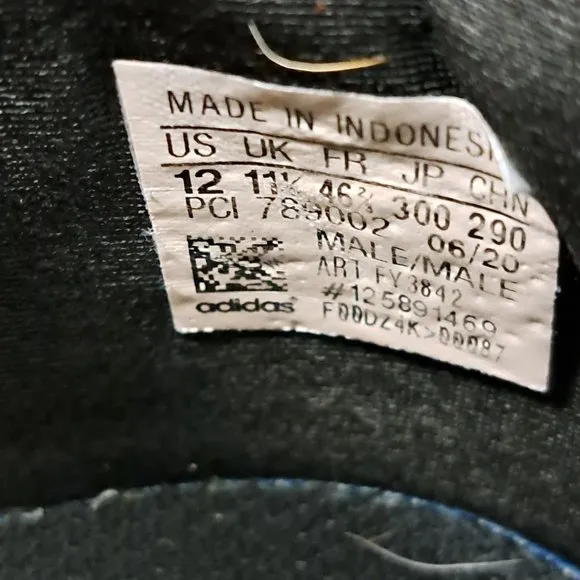 MADE IN INDONESI
US UK FR JP CHN
12 11½ 46⅔ 300 290
PCI 789002 06/20
MALE/MALE
ART FY3842
#125891469
adidas
F00DZ4K>00087